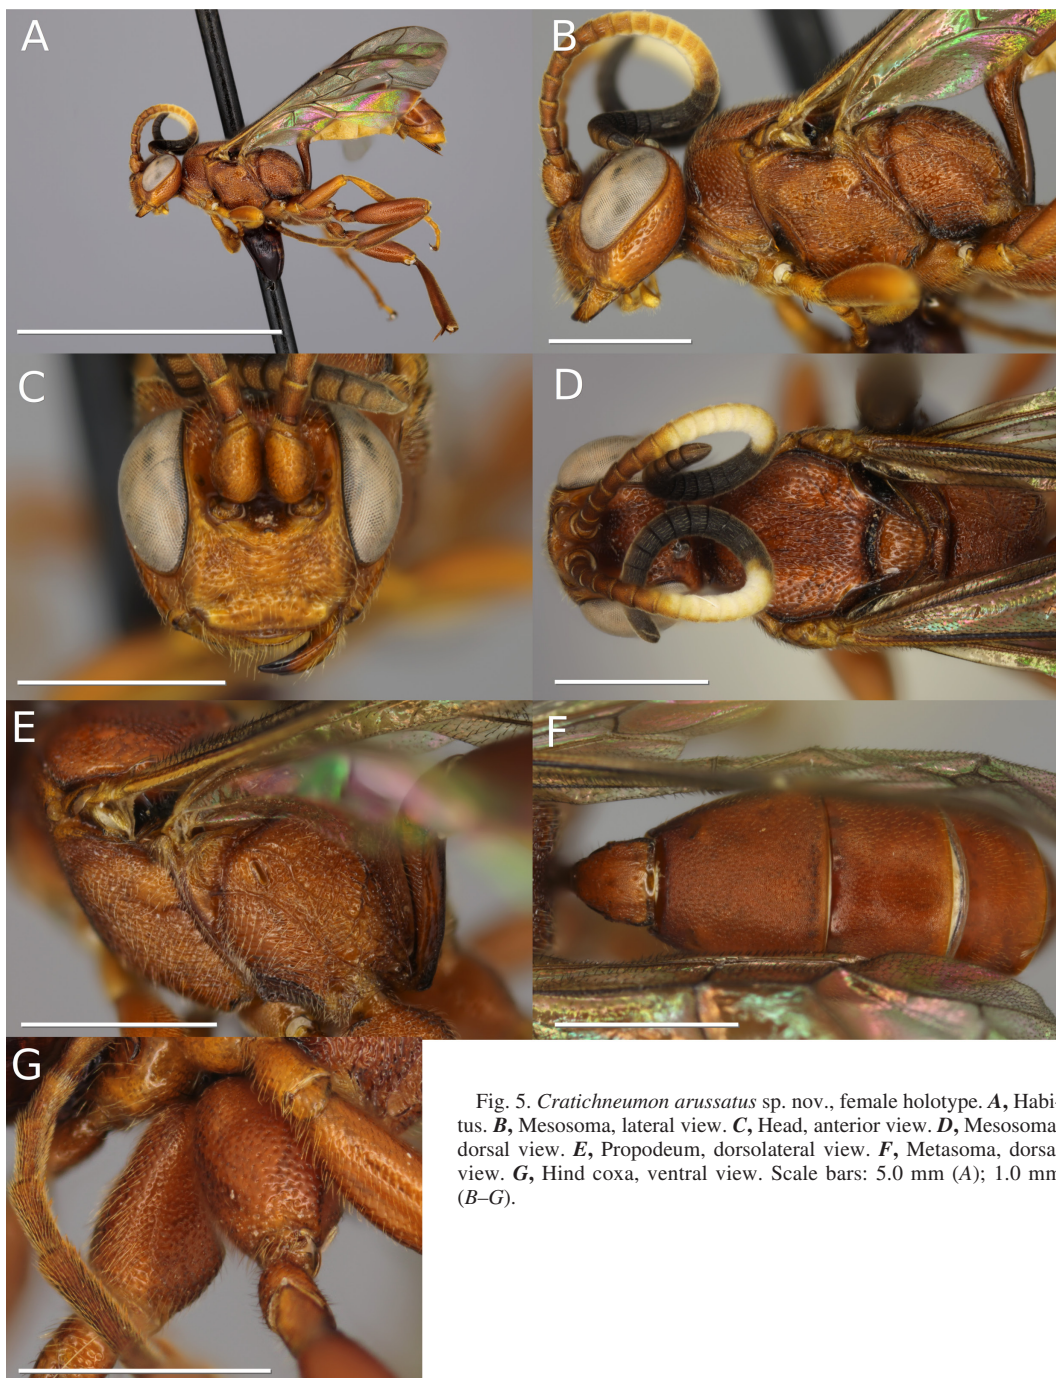 A
B
C
D
E
F
G
Fig. 5. Cratichneumon arussatus sp. nov., female holotype. A, Habi-
tus. B, Mesosoma, lateral view. C, Head, anterior view. D, Mesosoma
dorsal view. E, Propodeum, dorsolateral view. F, Metasoma, dorsa
view. G, Hind coxa, ventral view. Scale bars: 5.0 mm (A); 1.0 mm
(B–G).